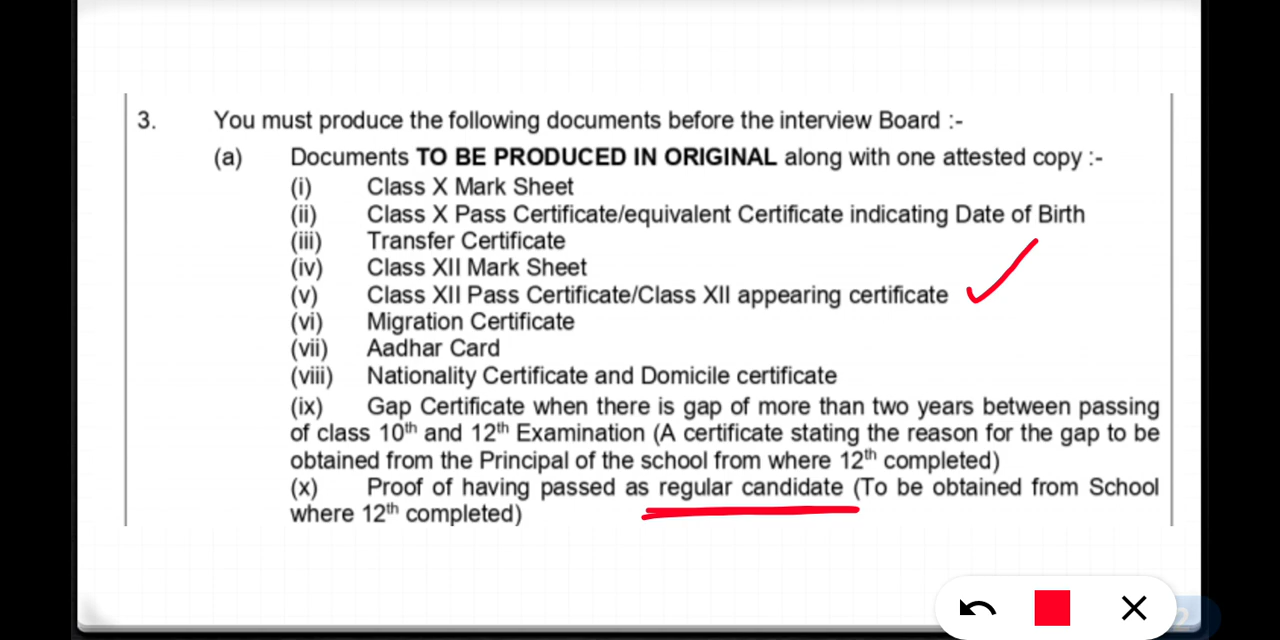 3. You must produce the following documents before the interview Board :-
(a) Documents TO BE PRODUCED IN ORIGINAL along with one attested copy :-
(i) Class X Mark Sheet
(ii) Class X Pass Certificate/equivalent Certificate indicating Date of Birth
(iii) Transfer Certificate
(iv) Class XII Mark Sheet
(v) Class XII Pass Certificate/Class XII appearing certificate
(vi) Migration Certificate
(vii) Aadhar Card
(viii) Nationality Certificate and Domicile certificate
(ix) Gap Certificate when there is gap of more than two years between passing
of class 10th and 12th Examination (A certificate stating the reason for the gap to be
obtained from the Principal of the school from where 12th completed)
(x) Proof of having passed as regular candidate (To be obtained from School
where 12th completed)